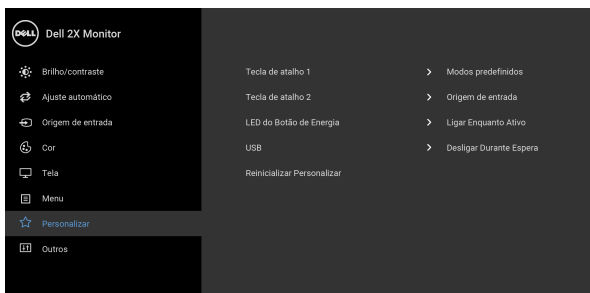 DELL Dell 2X Monitor
Brilho/contraste
Ajuste automático
Origem de entrada
Cor
Tela
Menu
Personalizar
Outros
Tecla de atalho 1 > Modos predefinidos
Tecla de atalho 2 > Origem de entrada
LED do Botão de Energia > Ligar Enquanto Ativo
USB > Desligar Durante Espera
Reinicializar Personalizar